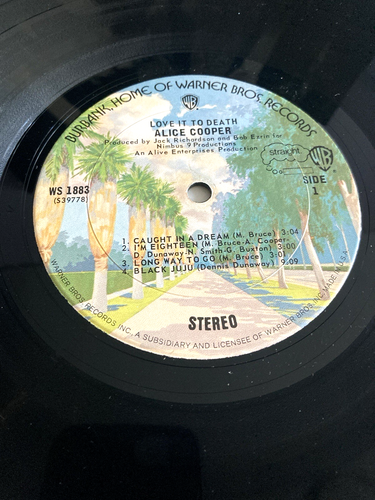 BURBANK, HOME OF WARNER BROS. RECORDS
WB
LOVE IT TO DEATH
ALICE COOPER
Produced by Jack Richardson and Bob Ezrin for
Nimbus 9 Productions
An Alive Enterprises Production
straight
WB
WS 1883
(S39778)
SIDE
1
1. CAUGHT IN A DREAM (M. Bruce) 3:04
2. I'M EIGHTEEN (M. Bruce-A. Cooper-
D. Dunaway-N. Smith-G. Buxton) 3:00
3. LONG WAY TO GO (M. Bruce) 3:01
4. BLACK JUJU (Dennis Dunaway) 9:09
STEREO
WARNER BROS. RECORDS INC., A SUBSIDIARY AND LICENSEE OF WARNER BROS. INC. MADE IN U.S.A.